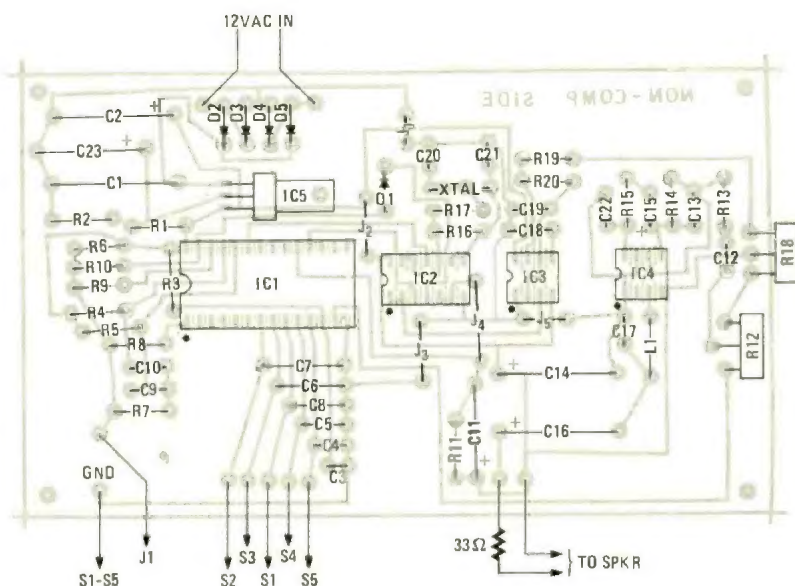 12VAC IN
NON-COMP SIDE
C2 + D2 D3 D4 D5 J
C23 + C20 C21 R19
C1 IC5 D1 XTAL R20 C22 R15 C15 R14 C13 R13
R2 R1 J2 R17 C19
R16 C18 +
R6 R18
R10 R3 IC1 IC2 IC3 IC4 C12
R9
R4 J4 J5
R5 C17 L1 R12
R8 J3
C10 C7 + C14
C9 C6
R7 C8 R11 C11
C5 + C16
C4
GND C3 +
J1 S3 S4 33Ω TO SPKR
S1-S5 S2 S1 S5